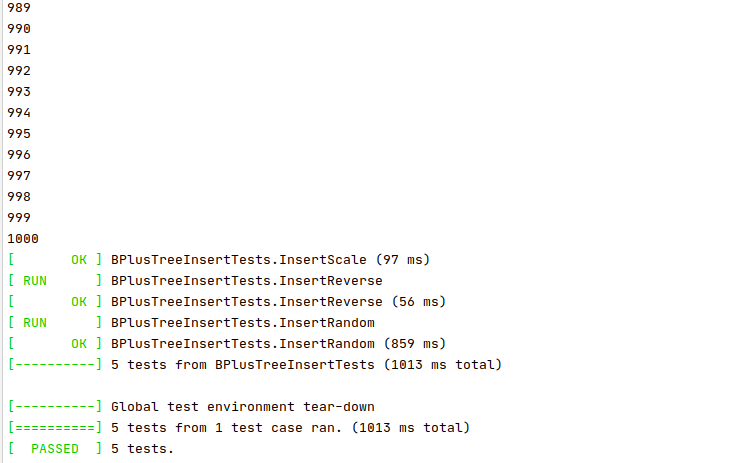 989
990
991
992
993
994
995
996
997
998
999
1000
[       OK ] BPlusTreeInsertTests.InsertScale (97 ms)
[ RUN      ] BPlusTreeInsertTests.InsertReverse
[       OK ] BPlusTreeInsertTests.InsertReverse (56 ms)
[ RUN      ] BPlusTreeInsertTests.InsertRandom
[       OK ] BPlusTreeInsertTests.InsertRandom (859 ms)
[----------] 5 tests from BPlusTreeInsertTests (1013 ms total)
[----------] Global test environment tear-down
[==========] 5 tests from 1 test case ran. (1013 ms total)
[  PASSED  ] 5 tests.